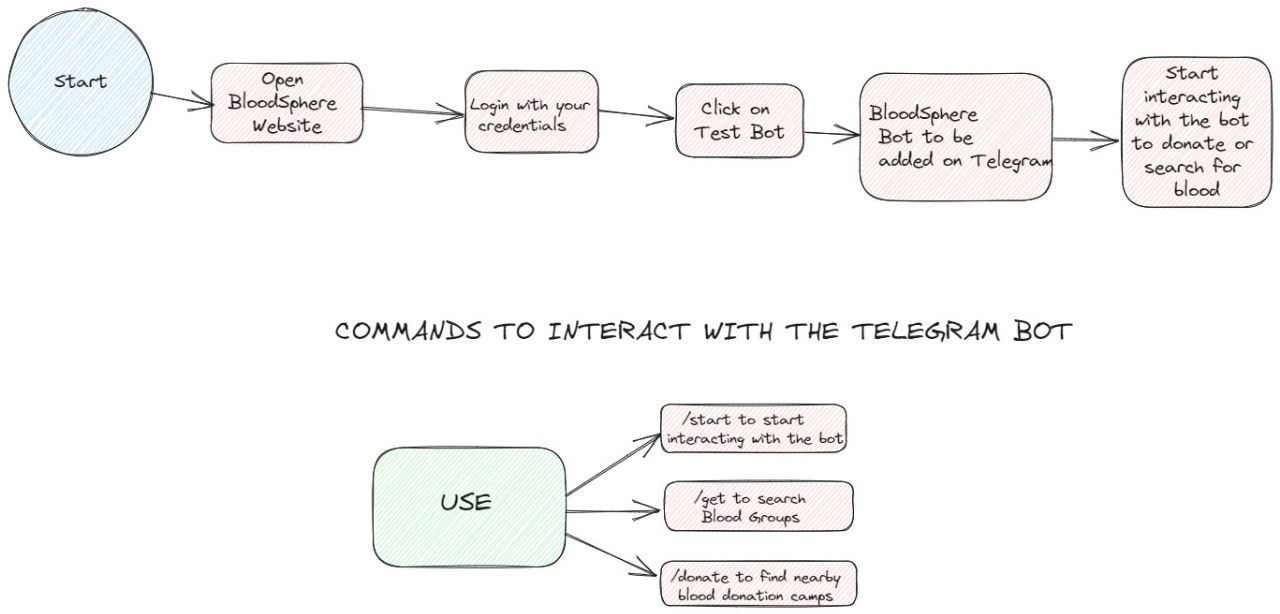 Start
Open
BloodSphere
Website
Login with your
credentials
Click on
Test Bot
BloodSphere
Bot to be
added on Telegram
Start
interacting
with the bot
to donate or
search for
blood
COMMANDS TO INTERACT WITH THE TELEGRAM BOT
USE
/start to start
interacting with the bot
/get to search
Blood Groups
/donate to find nearby
blood donation camps